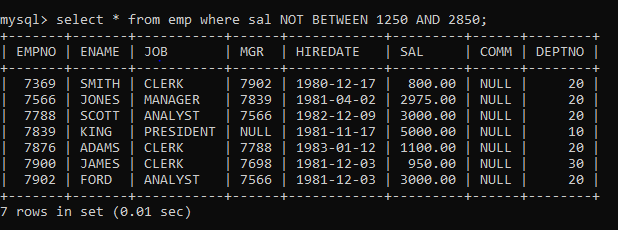 mysql> select * from emp where sal NOT BETWEEN 1250 AND 2850;
+-------+-------+-----------+------+------------+---------+------+--------+
| EMPNO | ENAME | JOB       | MGR  | HIREDATE   | SAL     | COMM | DEPTNO |
+-------+-------+-----------+------+------------+---------+------+--------+
|  7369 | SMITH | CLERK     | 7902 | 1980-12-17 |  800.00 | NULL |     20 |
|  7566 | JONES | MANAGER   | 7839 | 1981-04-02 | 2975.00 | NULL |     20 |
|  7788 | SCOTT | ANALYST   | 7566 | 1982-12-09 | 3000.00 | NULL |     20 |
|  7839 | KING  | PRESIDENT | NULL | 1981-11-17 | 5000.00 | NULL |     10 |
|  7876 | ADAMS | CLERK     | 7788 | 1983-01-12 | 1100.00 | NULL |     20 |
|  7900 | JAMES | CLERK     | 7698 | 1981-12-03 |  950.00 | NULL |     30 |
|  7902 | FORD  | ANALYST   | 7566 | 1981-12-03 | 3000.00 | NULL |     20 |
+-------+-------+-----------+------+------------+---------+------+--------+
7 rows in set (0.01 sec)